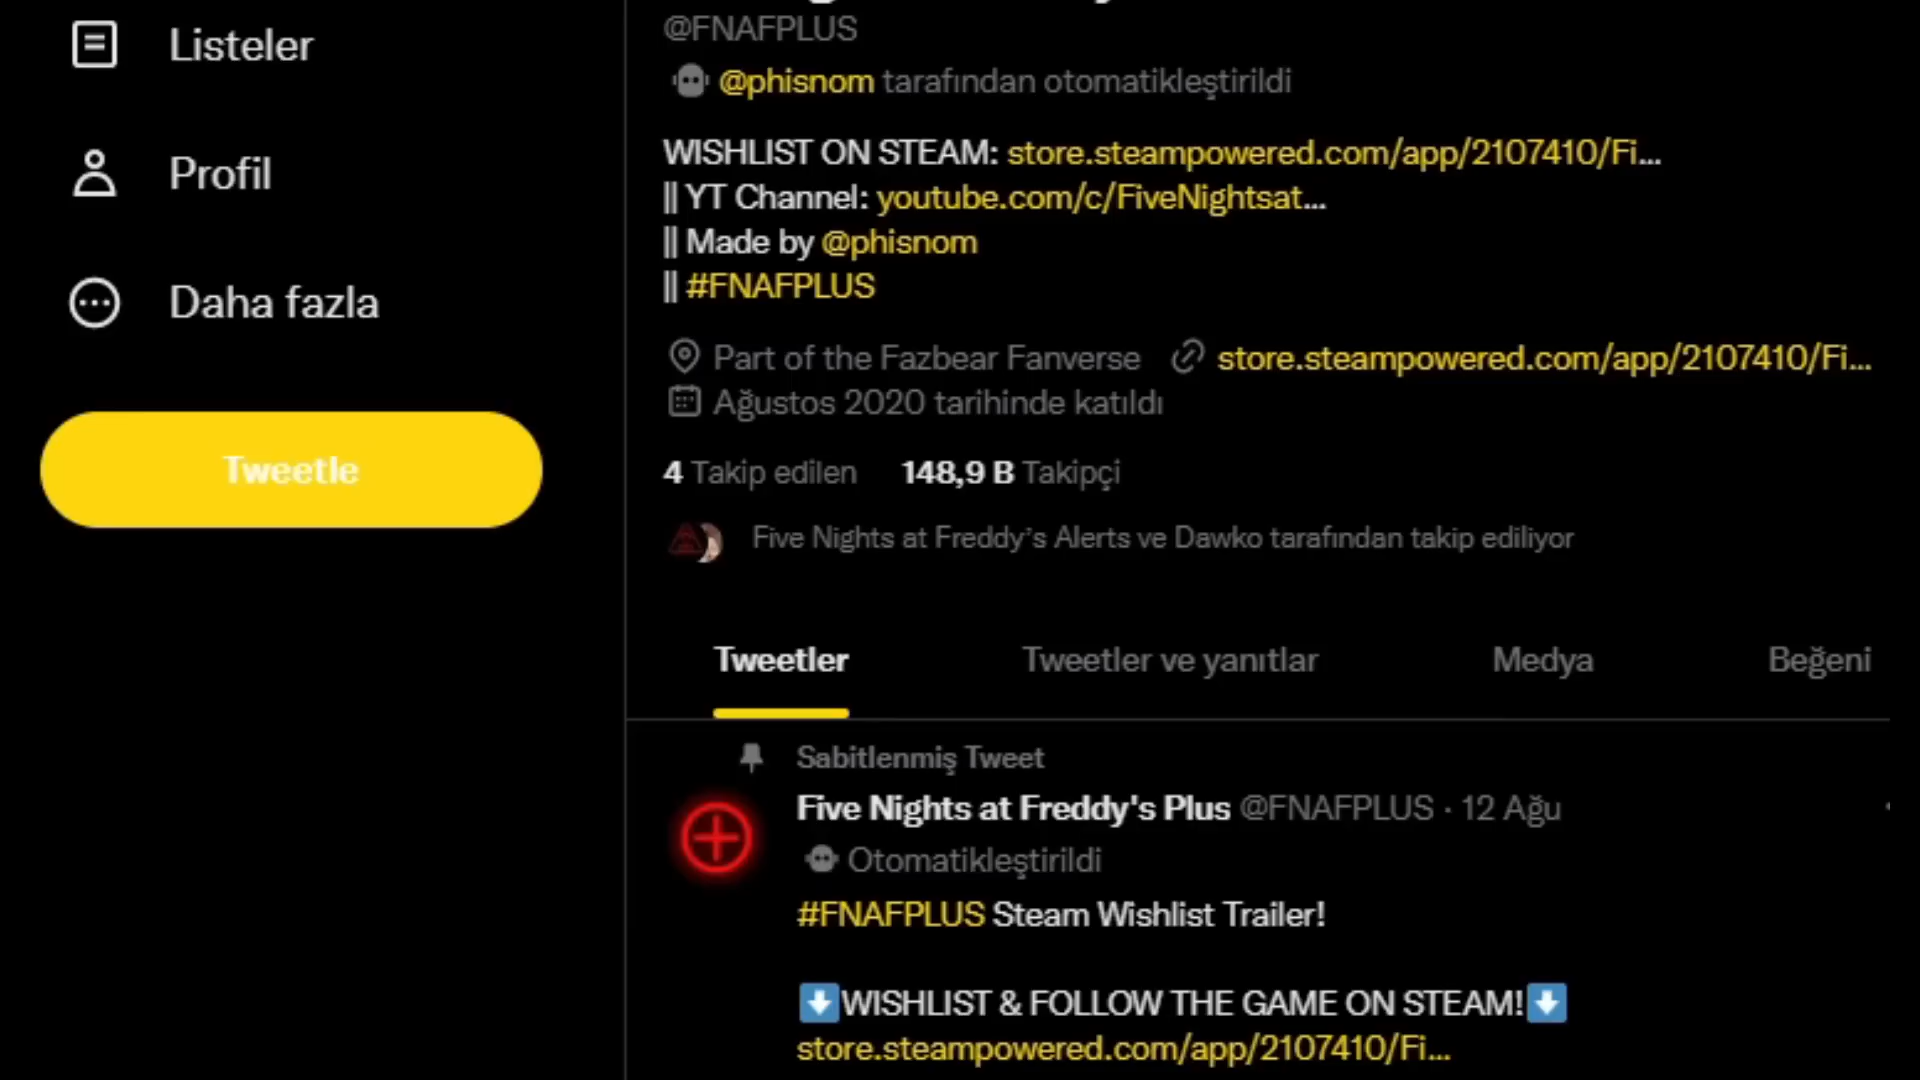 Listeler
Profil
Daha fazla
Tweetle
@FNAFPLUS
@phisnom tarafından otomatikleştirildi
WISHLIST ON STEAM: store.steampowered.com/app/2107410/Fi...
|| YT Channel: youtube.com/c/FiveNightsat...
|| Made by @phisnom
|| #FNAFPLUS
Part of the Fazbear Fanverse store.steampowered.com/app/2107410/Fi...
Ağustos 2020 tarihinde katıldı
4 Takip edilen 148,9 B Takipçi
Five Nights at Freddy's Alerts ve Dawko tarafından takip ediliyor
Tweetler Tweetler ve yanıtlar Medya Beğeni
Sabitlenmiş Tweet
Five Nights at Freddy's Plus @FNAFPLUS · 12 Ağu
Otomatikleştirildi
#FNAFPLUS Steam Wishlist Trailer!
⬇WISHLIST & FOLLOW THE GAME ON STEAM!⬇
store.steampowered.com/app/2107410/Fi...